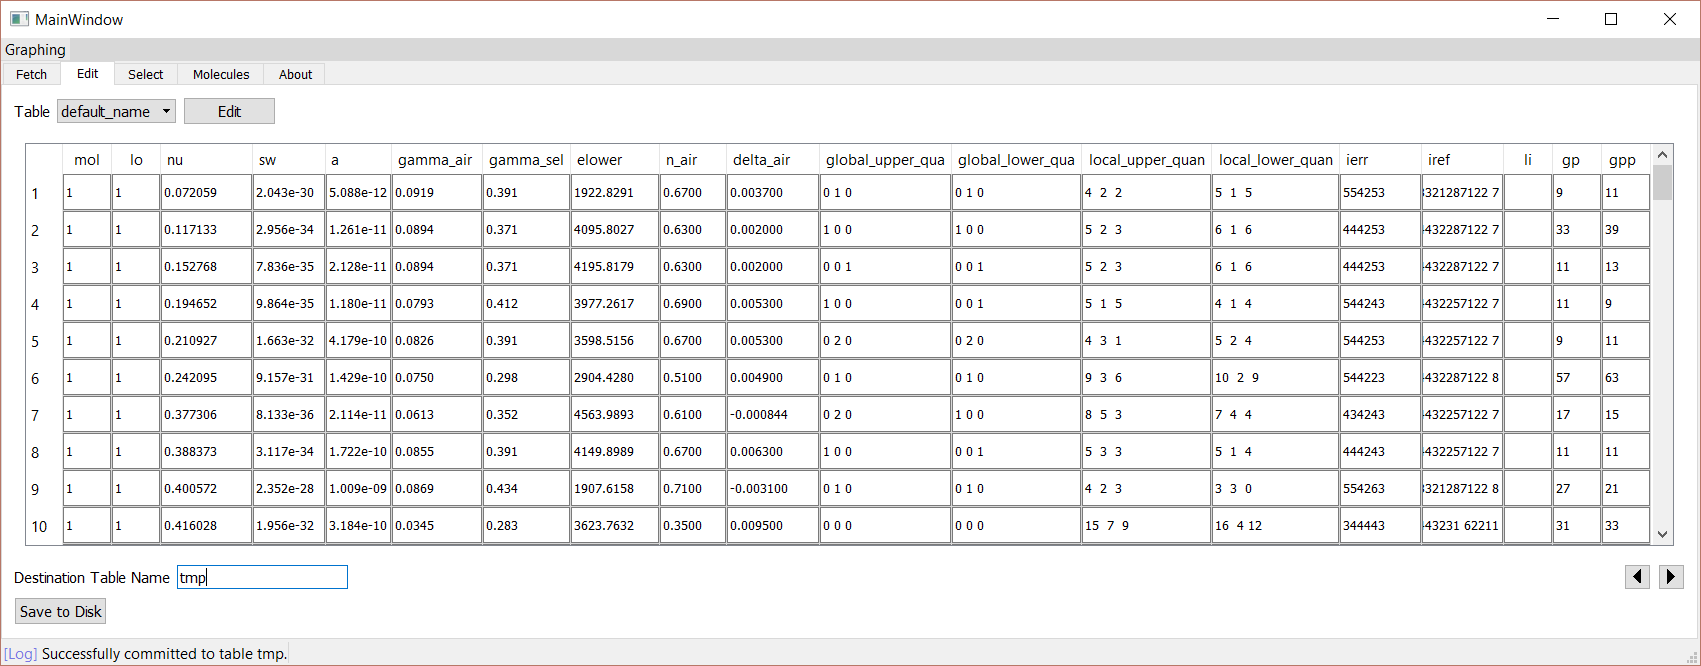 MainWindow
Graphing
Fetch Edit Select Molecules About
Table default_name Edit
mol lo nu sw a gamma_air gamma_sel elower n_air delta_air global_upper_qua global_lower_qua local_upper_quan local_lower_quan ierr iref li gp gpp
1 1 1 0.072059 2.043e-30 5.088e-12 0.0919 0.391 1922.8291 0.6700 0.003700 0 1 0 0 1 0 4 2 2 5 1 5 554253 3321287122 7 9 11
2 1 1 0.117133 2.956e-34 1.261e-11 0.0894 0.371 4095.8027 0.6300 0.002000 1 0 0 1 0 0 5 2 3 6 1 6 444253 4432287122 7 33 39
3 1 1 0.152768 7.836e-35 2.128e-11 0.0894 0.371 4195.8179 0.6300 0.002000 0 0 1 0 0 1 5 2 3 6 1 6 444253 4432287122 7 11 13
4 1 1 0.194652 9.864e-35 1.180e-11 0.0793 0.412 3977.2617 0.6900 0.005300 1 0 0 0 0 1 5 1 5 4 1 4 544243 4432257122 7 11 9
5 1 1 0.210927 1.663e-32 4.179e-10 0.0826 0.391 3598.5156 0.6700 0.005300 0 2 0 0 2 0 4 3 1 5 2 4 544253 4432257122 7 9 11
6 1 1 0.242095 9.157e-31 1.429e-10 0.0750 0.298 2904.4280 0.5100 0.004900 0 1 0 0 1 0 9 3 6 10 2 9 544223 4432287122 8 57 63
7 1 1 0.377306 8.133e-36 2.114e-11 0.0613 0.352 4563.9893 0.6100 -0.000844 0 2 0 1 0 0 8 5 3 7 4 4 434243 4432257122 7 17 15
8 1 1 0.388373 3.117e-34 1.722e-10 0.0855 0.391 4149.8989 0.6700 0.006300 1 0 0 0 0 1 5 3 3 5 1 4 444243 4432257122 7 11 11
9 1 1 0.400572 2.352e-28 1.009e-09 0.0869 0.434 1907.6158 0.7100 -0.003100 0 1 0 0 1 0 4 2 3 3 3 0 554263 3321287122 8 27 21
10 1 1 0.416028 1.956e-32 3.184e-10 0.0345 0.283 3623.7632 0.3500 0.009500 0 0 0 0 0 0 15 7 9 16 4 12 344443 443231 62211 31 33
Destination Table Name tmp
Save to Disk
[Log] Successfully committed to table tmp.